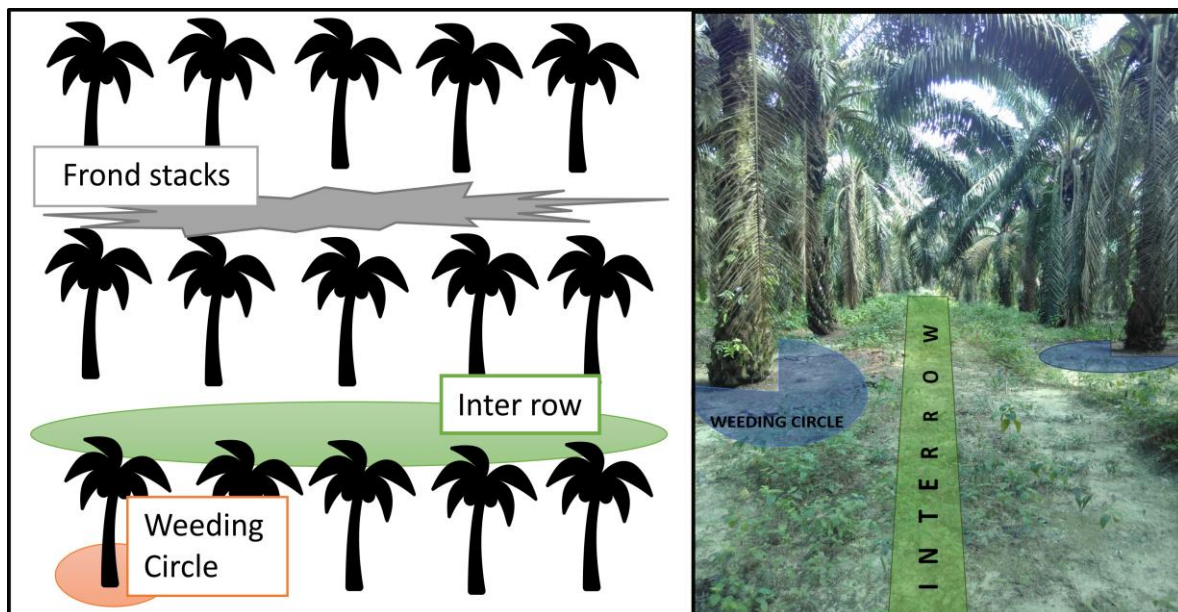 Frond stacks
Inter row
Weeding
Circle
WEEDING CIRCLE
INTERROW